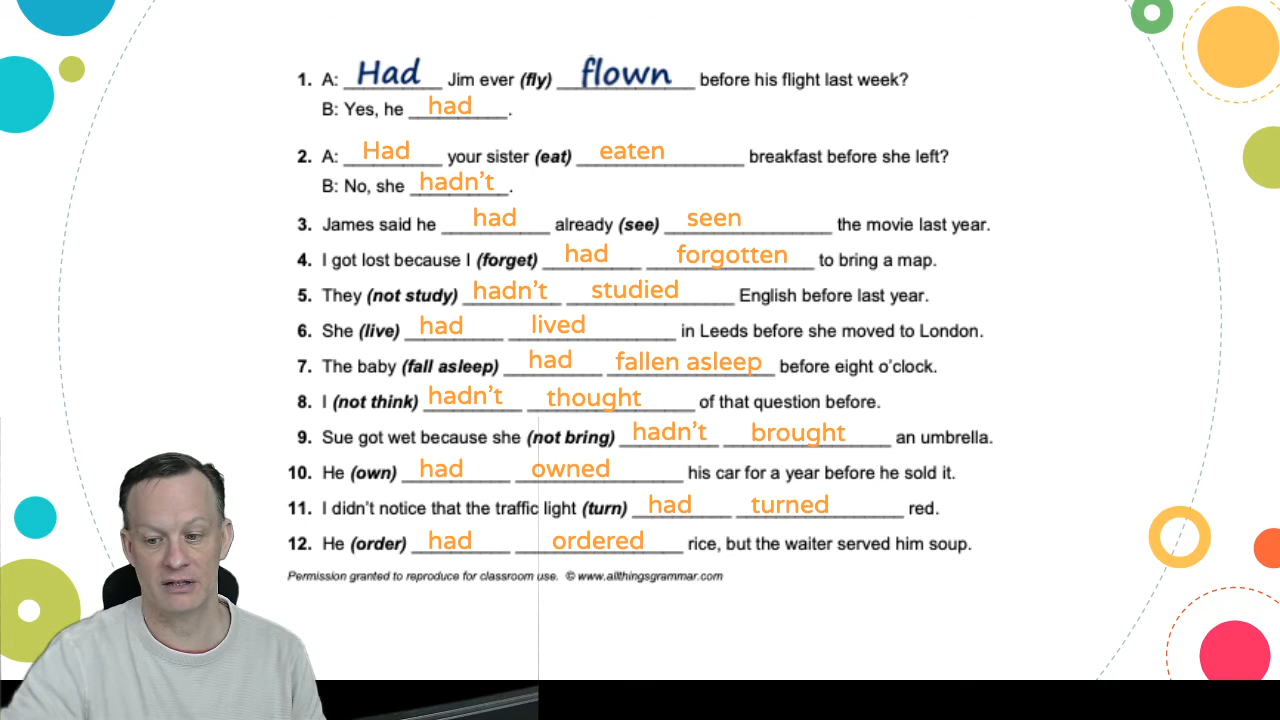 1. A: Had Jim ever (fly) flown before his flight last week?
B: Yes, he had.
2. A: Had your sister (eat) eaten breakfast before she left?
B: No, she hadn't.
3. James said he had already (see) seen the movie last year.
4. I got lost because I (forget) had forgotten to bring a map.
5. They (not study) hadn't studied English before last year.
6. She (live) had lived in Leeds before she moved to London.
7. The baby (fall asleep) had fallen asleep before eight o'clock.
8. I (not think) hadn't thought of that question before.
9. Sue got wet because she (not bring) hadn't brought an umbrella.
10. He (own) had owned his car for a year before he sold it.
11. I didn't notice that the traffic light (turn) had turned red.
12. He (order) had ordered rice, but the waiter served him soup.
Permission granted to reproduce for classroom use. © www.allthingsgrammar.com